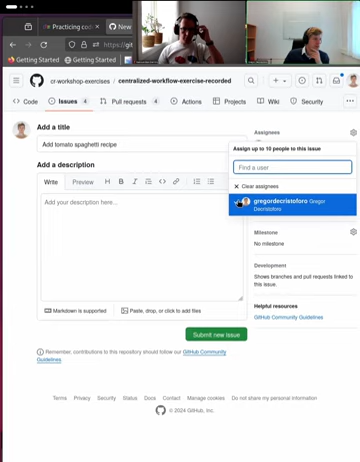 Practicing cod
New
https://git
Getting Started
Getting Started
cr-workshop-exercises / centralized-workflow-exercise-recorded
Code
Issues 4
Pull requests 4
Actions
Projects
Wiki
Security
Add a title
Add tomato spaghetti recipe
Add a description
Write
Preview
H B I
Add your description here...
Markdown is supported
Paste, drop, or click to add files
Submit new issue
Remember, contributions to this repository should follow our GitHub Community Guidelines
Assignees
Assign up to 10 people to this issue
Find a user
Clear assignees
gregordecristoforo Gregor
Decristoforo
Milestone
No milestone
Development
Shows branches and pull requests linked to
this issue.
Helpful resources
GitHub Community Guidelines
Terms Privacy Security Status Docs Contact Manage cookies Do not share my personal information
© 2024 GitHub, Inc.